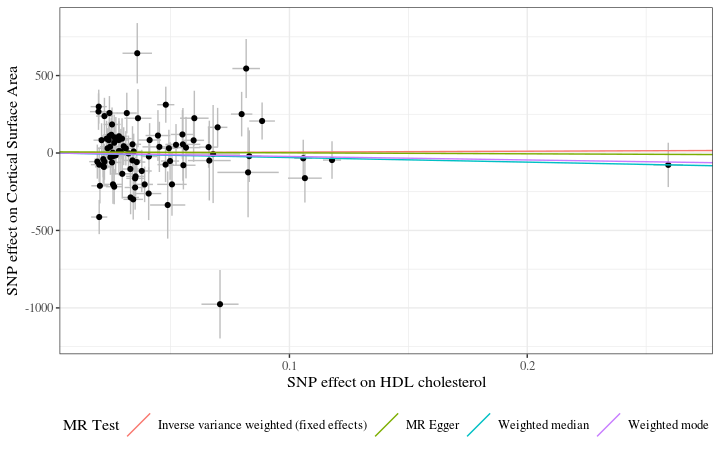 SNP effect on Cortical Surface Area
500
0
-500
-1000
0.1
0.2
SNP effect on HDL cholesterol
MR Test
Inverse variance weighted (fixed effects)
MR Egger
Weighted median
Weighted mode